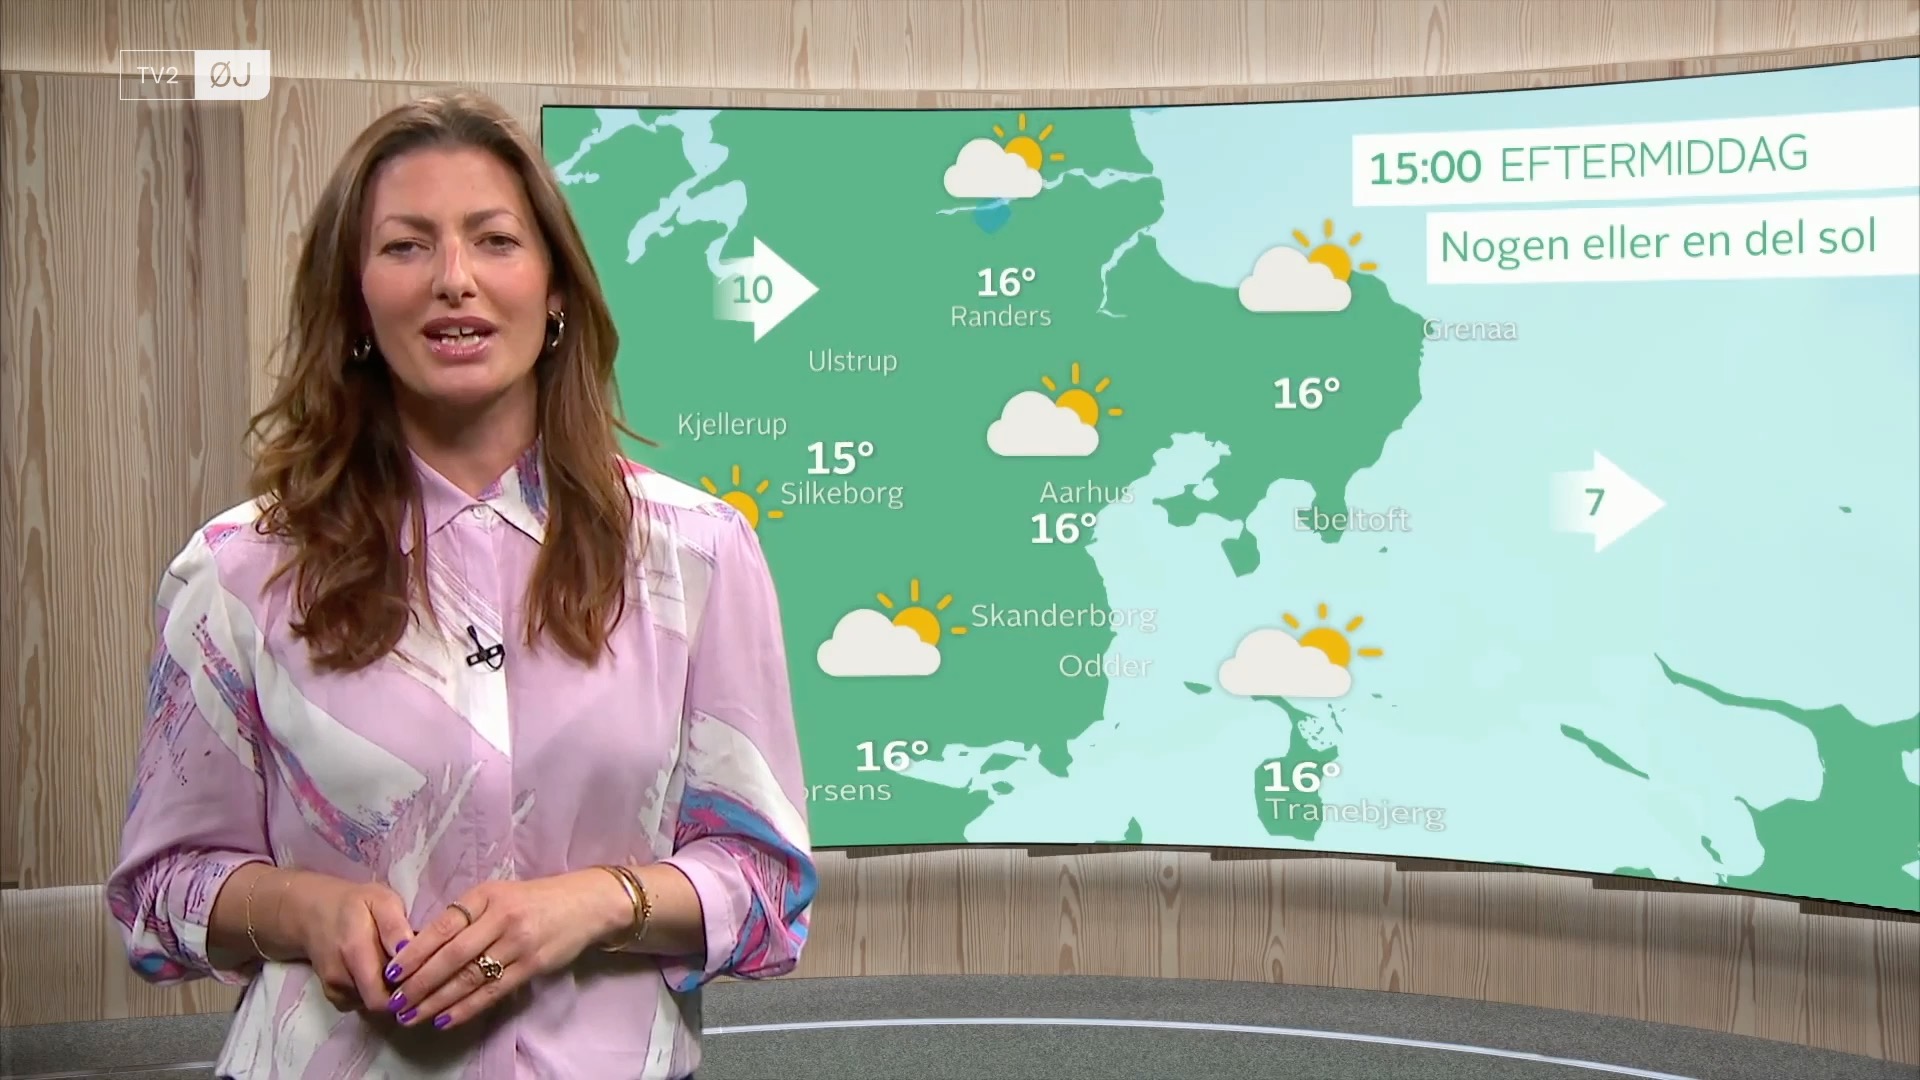 TV2 ØJ
15:00 EFTERMIDDAG
Nogen eller en del sol
10
16°
Randers
Grenaa
Ulstrup
16°
Kjellerup
15°
Silkeborg
Aarhus
16°
7
Ebeltoft
Skanderborg
Odder
16°
orsens
16°
Tranebjerg